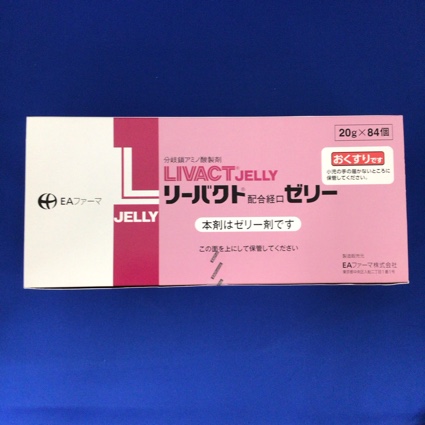 20g×84個
分岐鎖アミノ酸製剤
LIVACT® JELLY
リーバクト® 配合経口ゼリー
おくすりです
小児の手の届かないところに
保管してください。
EAファーマ
L
JELLY
本剤はゼリー剤です
この面を上にして保管してください
製造販売元
EAファーマ株式会社